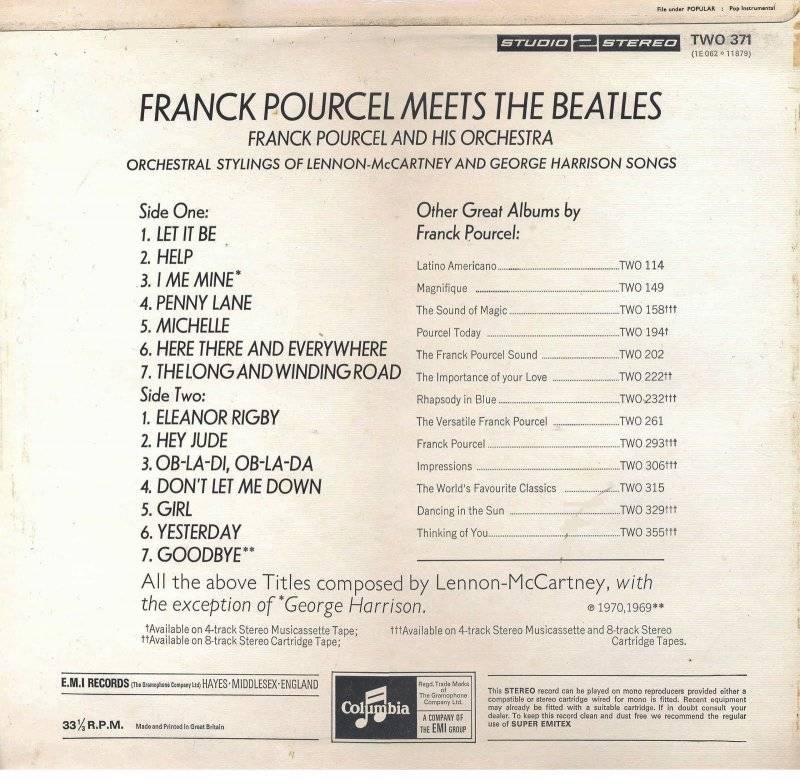 File under POPULAR : Pop Instrumental
STUDIO 2 STEREO TWO 371
(1E 062 · 11879)
FRANCK POURCEL MEETS THE BEATLES
FRANCK POURCEL AND HIS ORCHESTRA
ORCHESTRAL STYLINGS OF LENNON-McCARTNEY AND GEORGE HARRISON SONGS
Side One:
1. LET IT BE
2. HELP
3. I ME MINE*
4. PENNY LANE
5. MICHELLE
6. HERE THERE AND EVERYWHERE
7. THE LONG AND WINDING ROAD
Side Two:
1. ELEANOR RIGBY
2. HEY JUDE
3. OB-LA-DI, OB-LA-DA
4. DON'T LET ME DOWN
5. GIRL
6. YESTERDAY
7. GOODBYE**
Other Great Albums by
Franck Pourcel:
Latino Americano TWO 114
Magnifique TWO 149
The Sound of Magic TWO 158†††
Pourcel Today TWO 194†
The Franck Pourcel Sound TWO 202
The Importance of your Love TWO 222††
Rhapsody in Blue TWO 232†††
The Versatile Franck Pourcel TWO 261
Franck Pourcel TWO 293†††
Impressions TWO 306†††
The World's Favourite Classics TWO 315
Dancing in the Sun TWO 329†††
Thinking of You TWO 355†††
All the above Titles composed by Lennon-McCartney, with
the exception of *George Harrison. ℗ 1970,1969**
†Available on 4-track Stereo Musicassette Tape;
††Available on 8-track Stereo Cartridge Tape;
†††Available on 4-track Stereo Musicassette and 8-track Stereo
Cartridge Tapes.
E.M.I RECORDS (The Gramophone Company Ltd) HAYES · MIDDLESEX · ENGLAND
33⅓ R.P.M. Made and Printed in Great Britain
Columbia
Regd. Trade Marks
of
The Gramophone
Company Ltd.
A COMPANY OF
THE EMI GROUP
This STEREO record can be played on mono reproducers provided either a
compatible or stereo cartridge wired for mono is fitted. Recent equipment
may already be fitted with a suitable cartridge. If in doubt consult your
dealer. To keep this record clean and dust free we recommend the regular
use of SUPER EMITEX